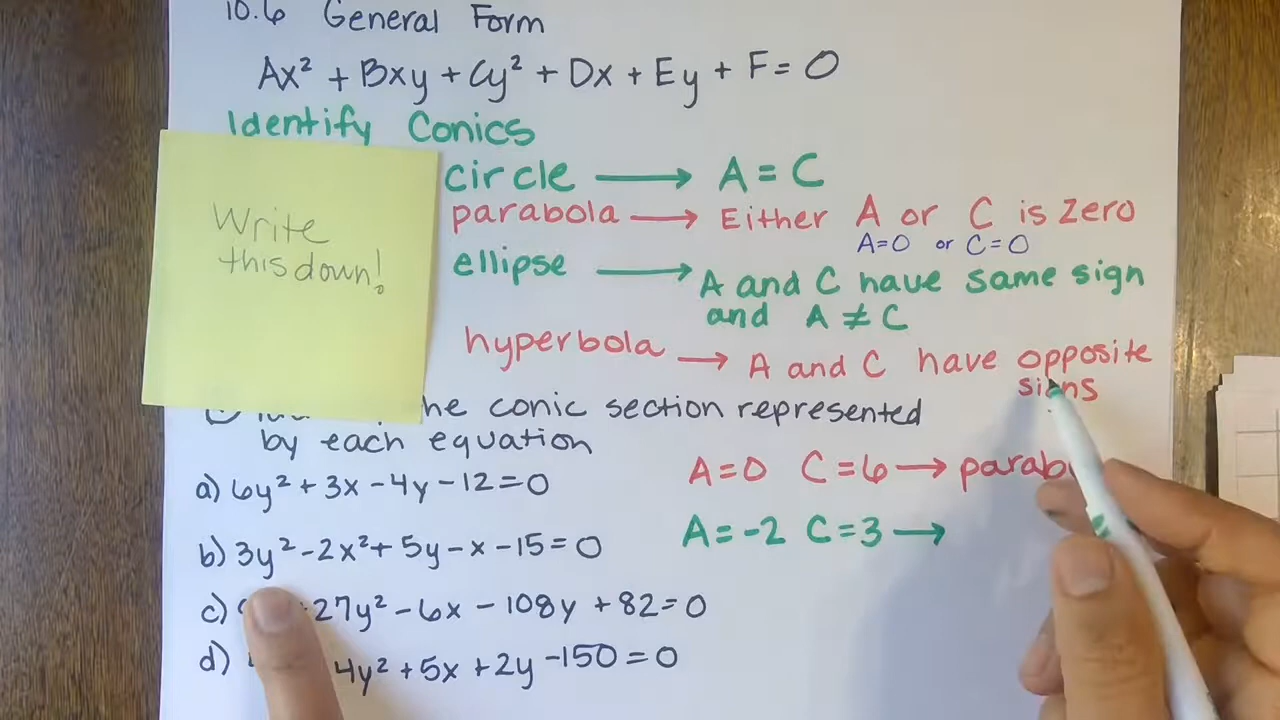 10.6 General Form
Ax² + Bxy + Cy² + Dx + Ey + F = 0
Identify Conics
circle → A = C
parabola → Either A or C is zero
A=0 or C=0
ellipse → A and C have same sign
and A ≠ C
hyperbola → A and C have opposite
signs
Write
this down!
the conic section represented
by each equation
a) 6y² + 3x - 4y - 12 = 0
A=0 C=6 → parab
b) 3y² - 2x² + 5y - x - 15 = 0
A=-2 C=3 →
c) 27y² - 6x - 108y + 82 = 0
d) 4y² + 5x + 2y - 150 = 0